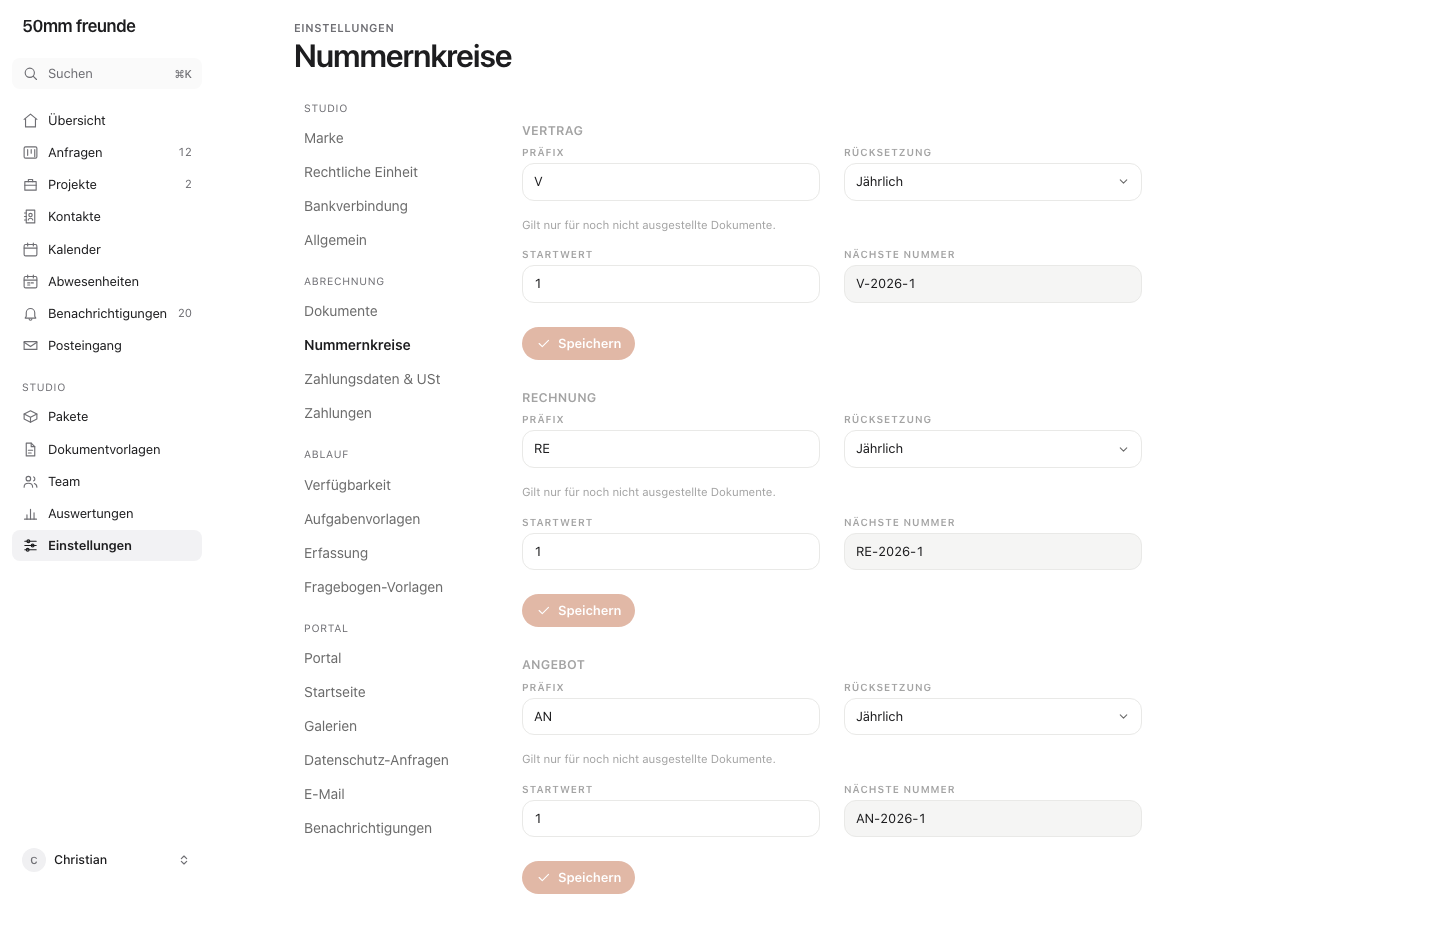 50mm freunde
Suchen ⌘K
Übersicht
Anfragen 12
Projekte 2
Kontakte
Kalender
Abwesenheiten
Benachrichtigungen 20
Posteingang
STUDIO
Pakete
Dokumentvorlagen
Team
Auswertungen
Einstellungen
C Christian
EINSTELLUNGEN
Nummernkreise
STUDIO
Marke
Rechtliche Einheit
Bankverbindung
Allgemein
ABRECHNUNG
Dokumente
Nummernkreise
Zahlungsdaten & USt
Zahlungen
ABLAUF
Verfügbarkeit
Aufgabenvorlagen
Erfassung
Fragebogen-Vorlagen
PORTAL
Portal
Startseite
Galerien
Datenschutz-Anfragen
E-Mail
Benachrichtigungen
VERTRAG
PRÄFIX RÜCKSETZUNG
V Jährlich
Gilt nur für noch nicht ausgestellte Dokumente.
STARTWERT NÄCHSTE NUMMER
1 V-2026-1
Speichern
RECHNUNG
PRÄFIX RÜCKSETZUNG
RE Jährlich
Gilt nur für noch nicht ausgestellte Dokumente.
STARTWERT NÄCHSTE NUMMER
1 RE-2026-1
Speichern
ANGEBOT
PRÄFIX RÜCKSETZUNG
AN Jährlich
Gilt nur für noch nicht ausgestellte Dokumente.
STARTWERT NÄCHSTE NUMMER
1 AN-2026-1
Speichern